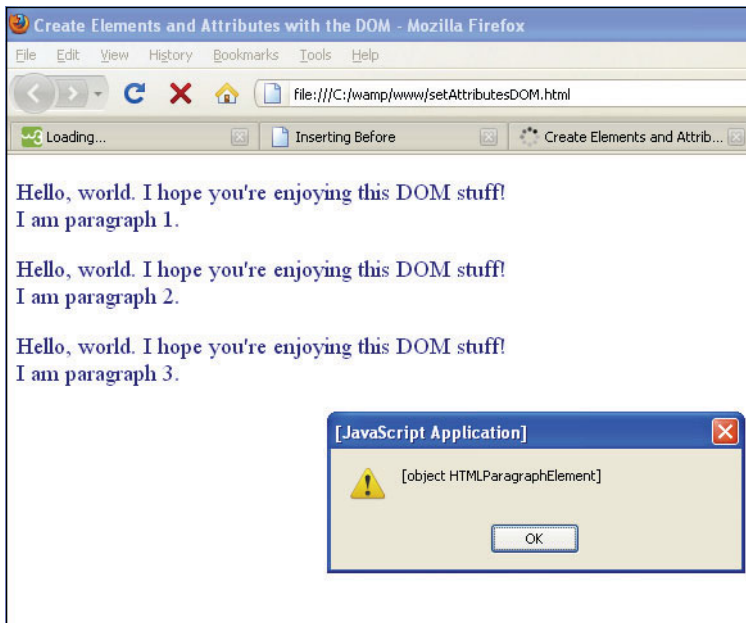 Create Elements and Attributes with the DOM - Mozilla Firefox
File Edit View History Bookmarks Tools Help
file:///C:/wamp/www/setAttributesDOM.html
w3 Loading... Inserting Before Create Elements and Attrib...
Hello, world. I hope you're enjoying this DOM stuff!
I am paragraph 1.
Hello, world. I hope you're enjoying this DOM stuff!
I am paragraph 2.
Hello, world. I hope you're enjoying this DOM stuff!
I am paragraph 3.
[JavaScript Application]
[object HTMLParagraphElement]
OK